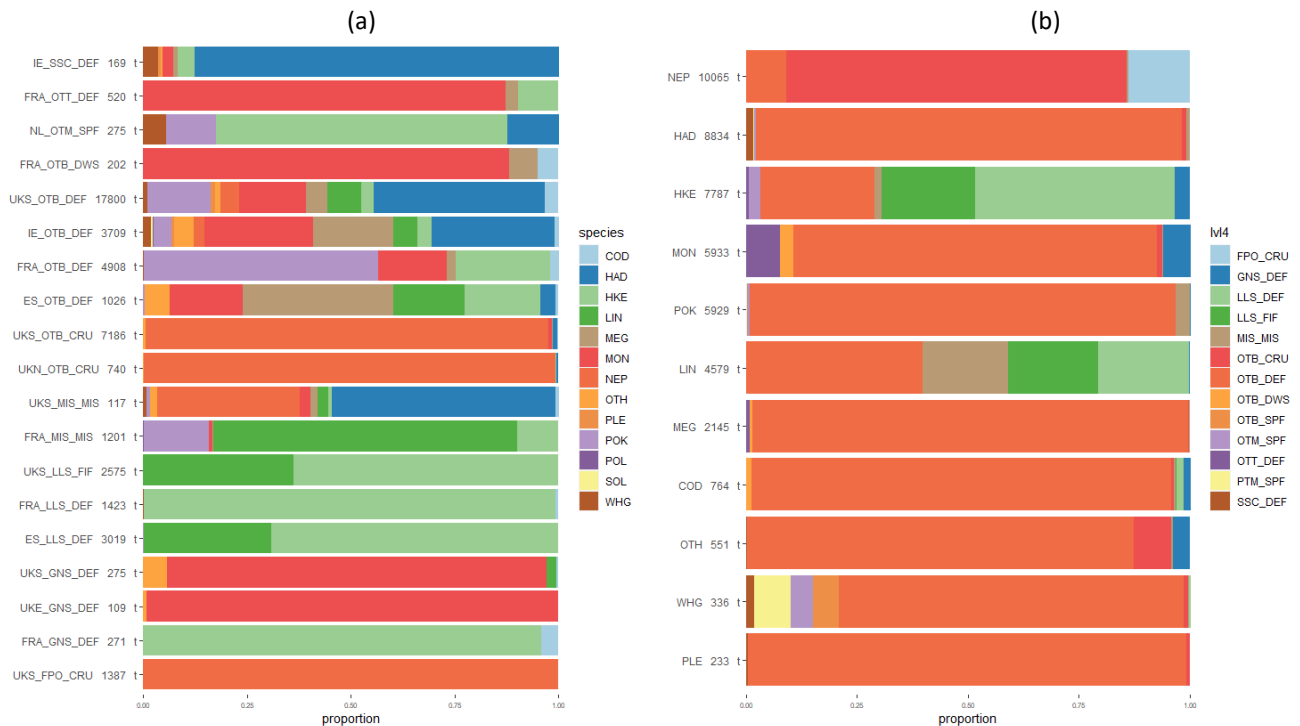 (a)
IE_SSC_DEF 169 t
FRA_OTT_DEF 520 t
NL_OTM_SPF 275 t
FRA_OTB_DWS 202 t
UKS_OTB_DEF 17800 t
IE_OTB_DEF 3709 t
FRA_OTB_DEF 4908 t
ES_OTB_DEF 1026 t
UKS_OTB_CRU 7186 t
UKN_OTB_CRU 740 t
UKS_MIS_MIS 117 t
FRA_MIS_MIS 1201 t
UKS_LLS_FIF 2575 t
FRA_LLS_DEF 1423 t
ES_LLS_DEF 3019 t
UKS_GNS_DEF 275 t
UKE_GNS_DEF 109 t
FRA_GNS_DEF 271 t
UKS_FPO_CRU 1387 t
0.00 0.25 0.50 0.75 1.00
proportion
species
COD
HAD
HKE
LIN
MEG
MON
NEP
OTH
PLE
POK
POL
SOL
WHG
(b)
NEP 10065 t
HAD 8834 t
HKE 7787 t
MON 5933 t
POK 5929 t
LIN 4579 t
MEG 2145 t
COD 764 t
OTH 551 t
WHG 336 t
PLE 233 t
0.00 0.25 0.50 0.75 1.00
proportion
lvl4
FPO_CRU
GNS_DEF
LLS_DEF
LLS_FIF
MIS_MIS
OTB_CRU
OTB_DEF
OTB_DWS
OTB_SPF
OTM_SPF
OTT_DEF
PTM_SPF
SSC_DEF